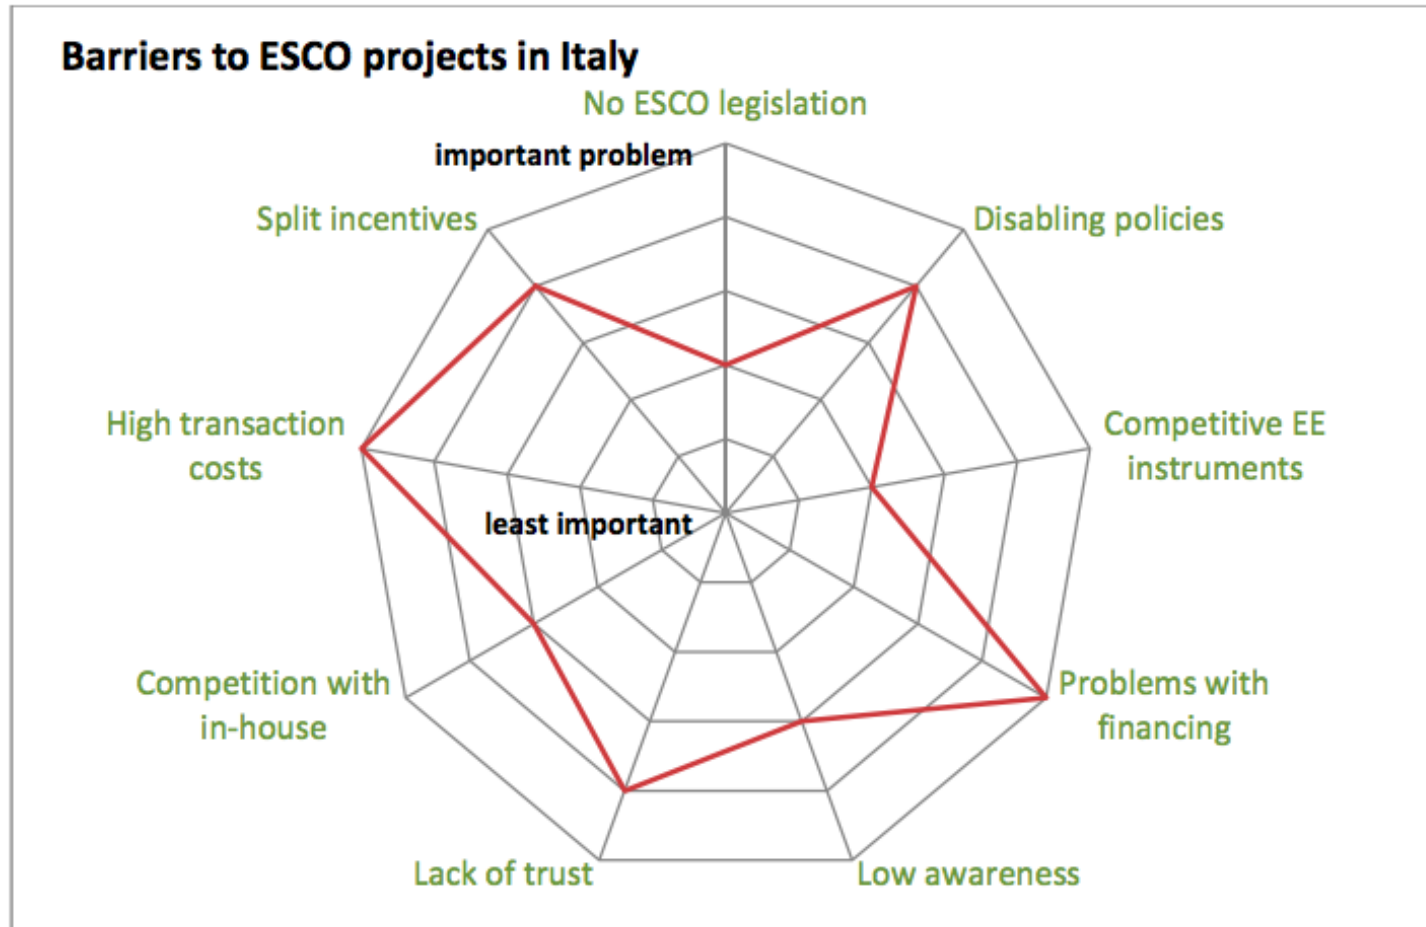 Barriers to ESCO projects in Italy
No ESCO legislation
important problem
Split incentives
Disabling policies
High transaction
costs
Competitive EE
instruments
least important
Competition with
in-house
Problems with
financing
Lack of trust
Low awareness